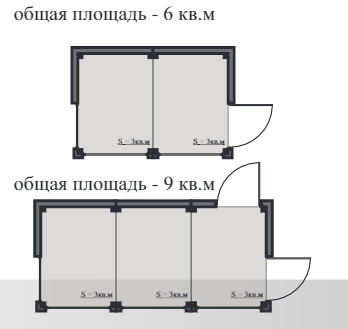 общая площадь - 6 кв.м
S = 3кв.м S = 3кв.м
общая площадь - 9 кв.м
S = 3кв.м S = 3кв.м S = 3кв.м